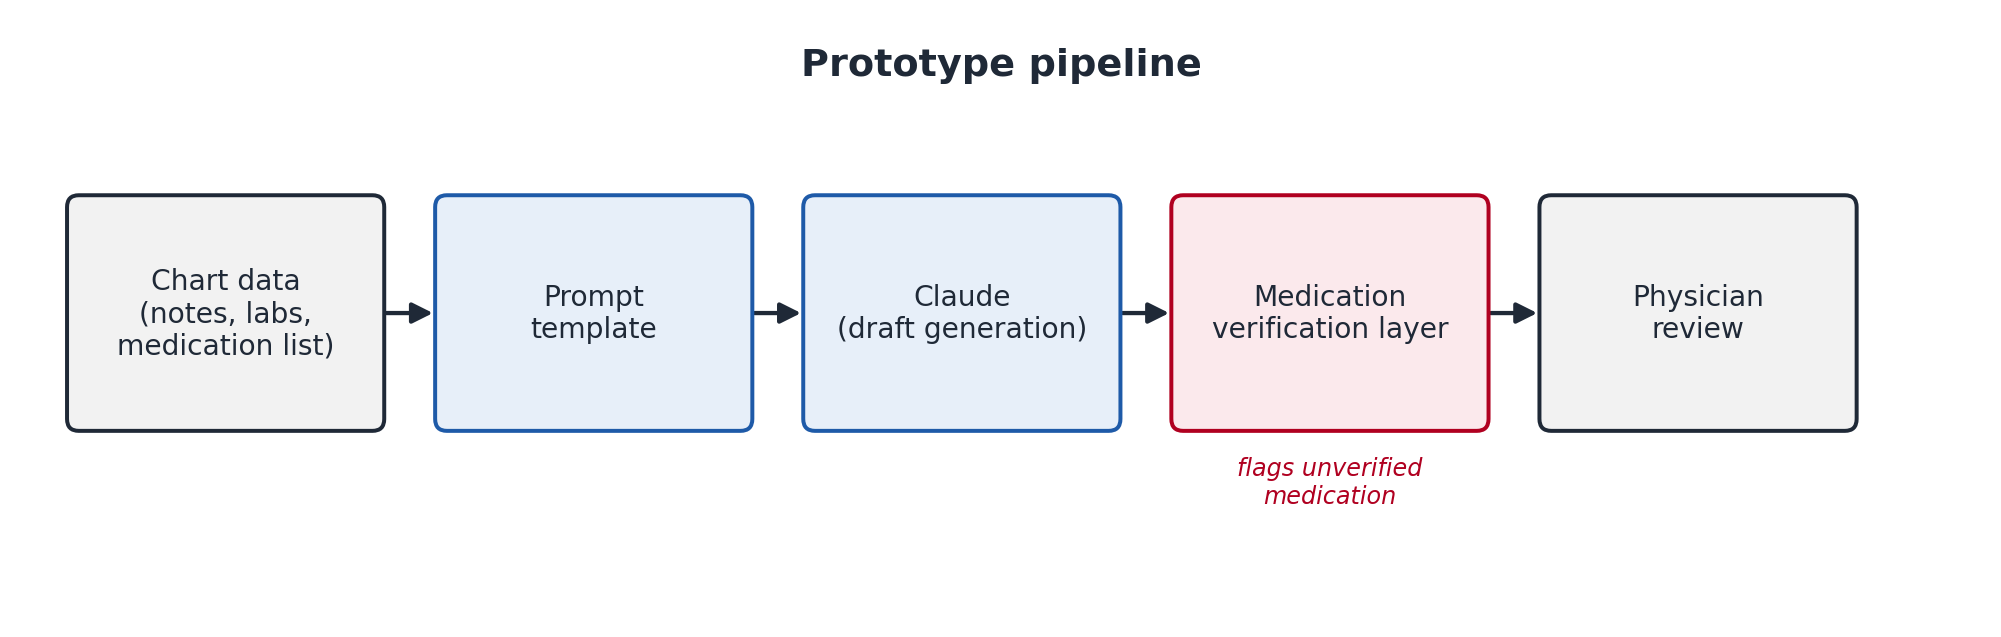 Prototype pipeline
Chart data
(notes, labs,
medication list)
Prompt
template
Claude
(draft generation)
Medication
verification layer
flags unverified
medication
Physician
review